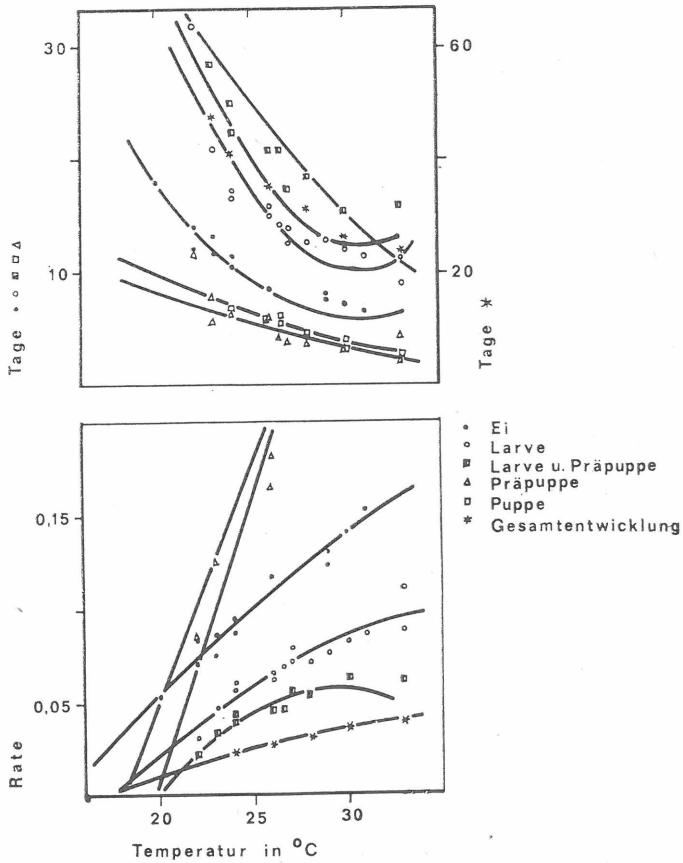 30
60
10
20
Tage • ○ ◪ □ △
Tage *
• Ei
○ Larve
◪ Larve u. Präpuppe
△ Präpuppe
□ Puppe
* Gesamtentwicklung
0,15
0,05
Rate
20
25
30
Temperatur in °C